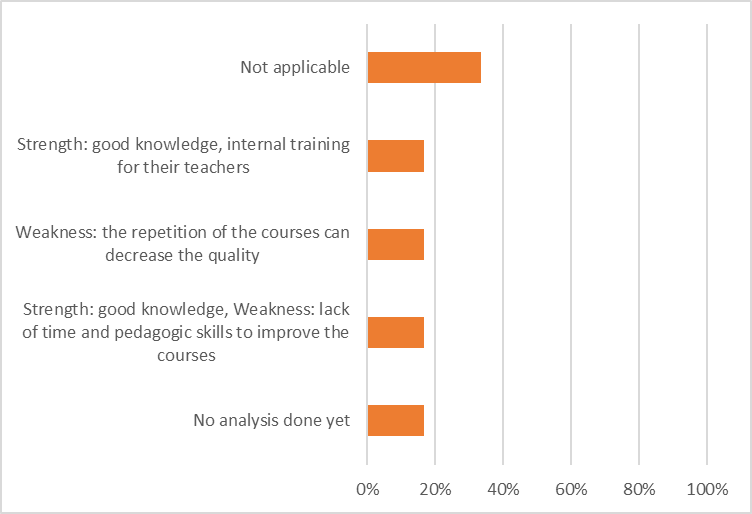 Not applicable
Strength: good knowledge, internal training
for their teachers
Weakness: the repetition of the courses can
decrease the quality
Strength: good knowledge, Weakness: lack
of time and pedagogic skills to improve the
courses
No analysis done yet
0% 20% 40% 60% 80% 100%